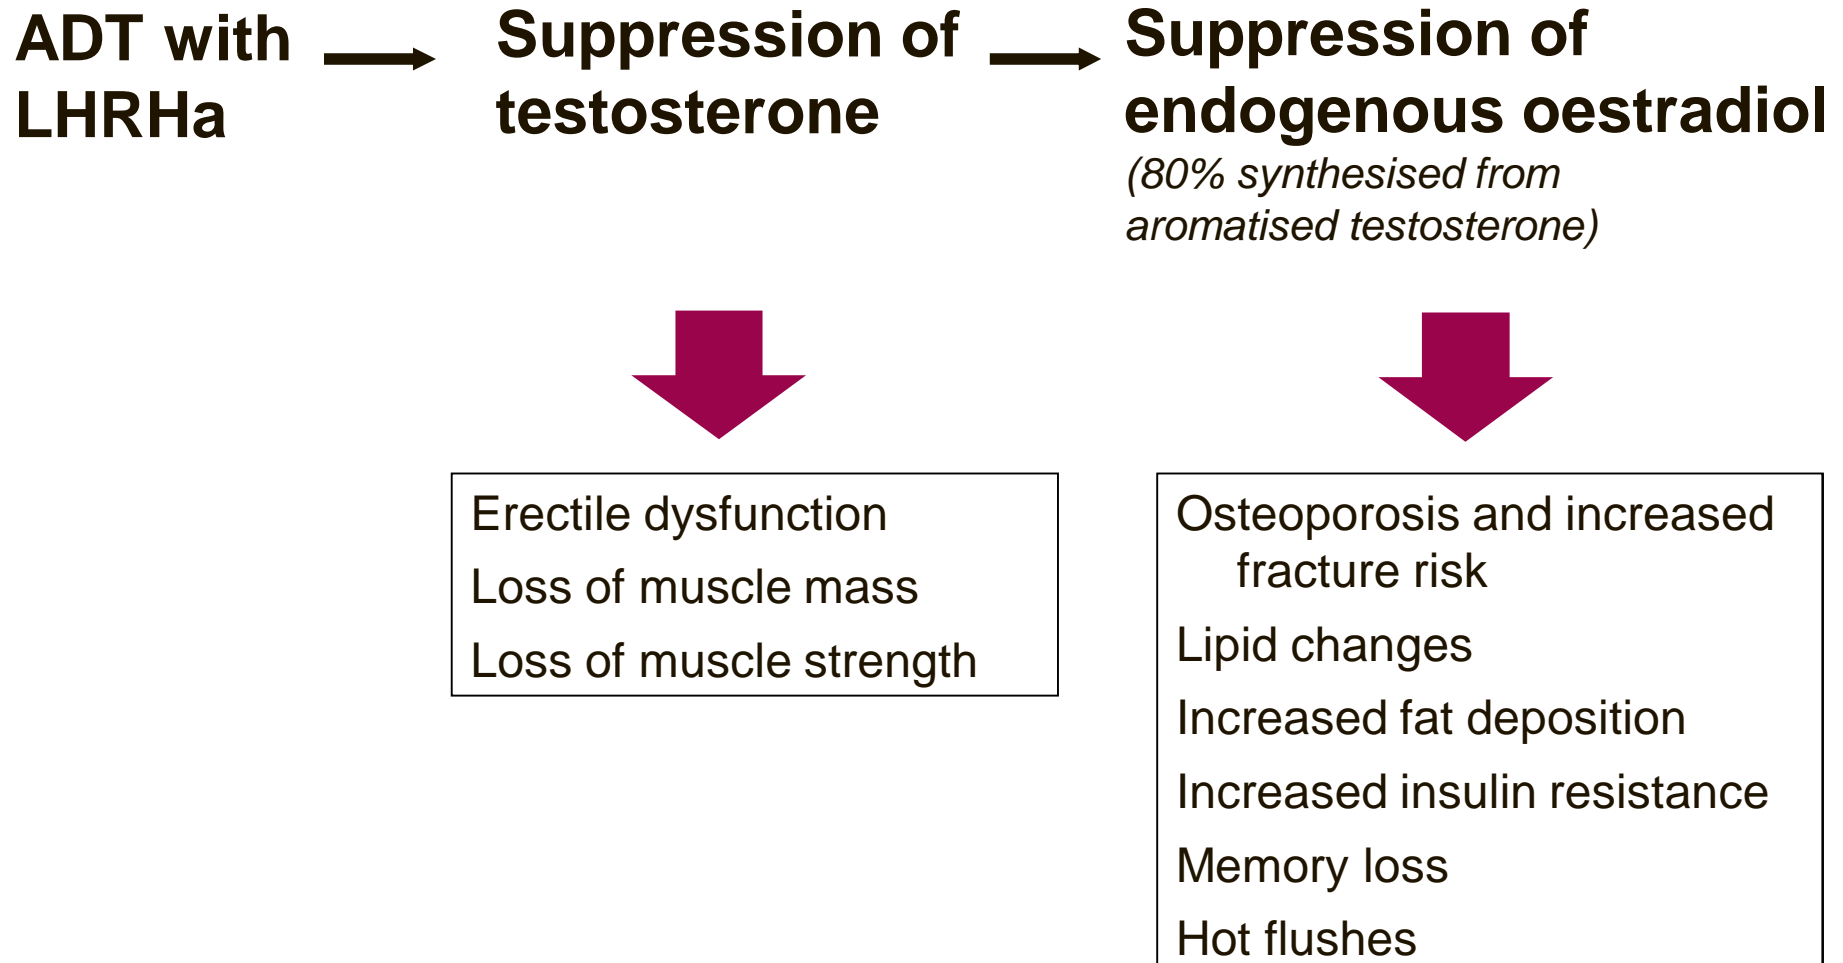 ADT with
LHRHa
Suppression of
testosterone
Suppression of
endogenous oestradiol
(80% synthesised from
aromatised testosterone)
Erectile dysfunction
Loss of muscle mass
Loss of muscle strength
Osteoporosis and increased
fracture risk
Lipid changes
Increased fat deposition
Increased insulin resistance
Memory loss
Hot flushes